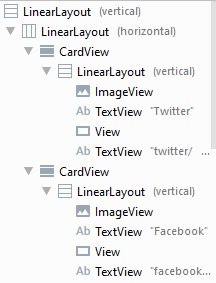 LinearLayout (vertical)
LinearLayout (horizontal)
CardView
LinearLayout (vertical)
ImageView
Ab TextView "Twitter"
View
Ab TextView "twitter/ ...
CardView
LinearLayout (vertical)
ImageView
Ab TextView "Facebook"
View
Ab TextView "facebook...